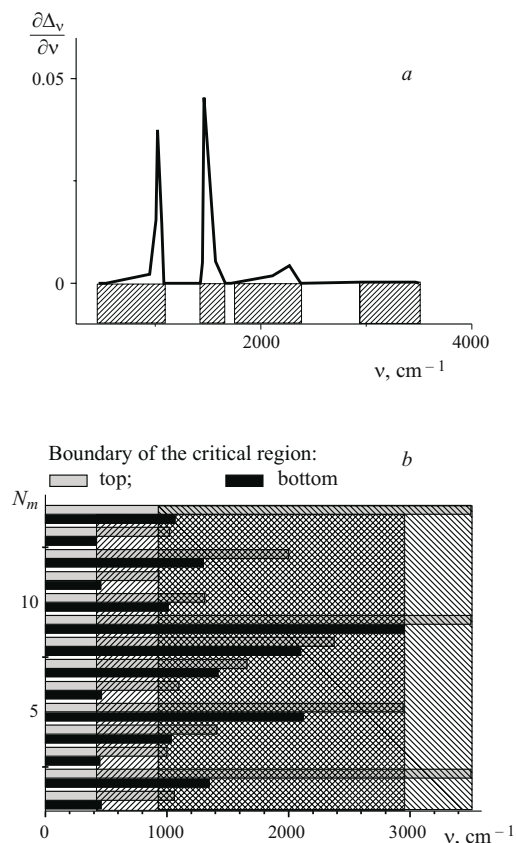 ∂Δν
∂ν
a
0.05
0
2000
4000
ν, cm – 1
Boundary of the critical region:
top;
bottom
b
Nm
10
5
0
1000
2000
3000
ν, cm – 1